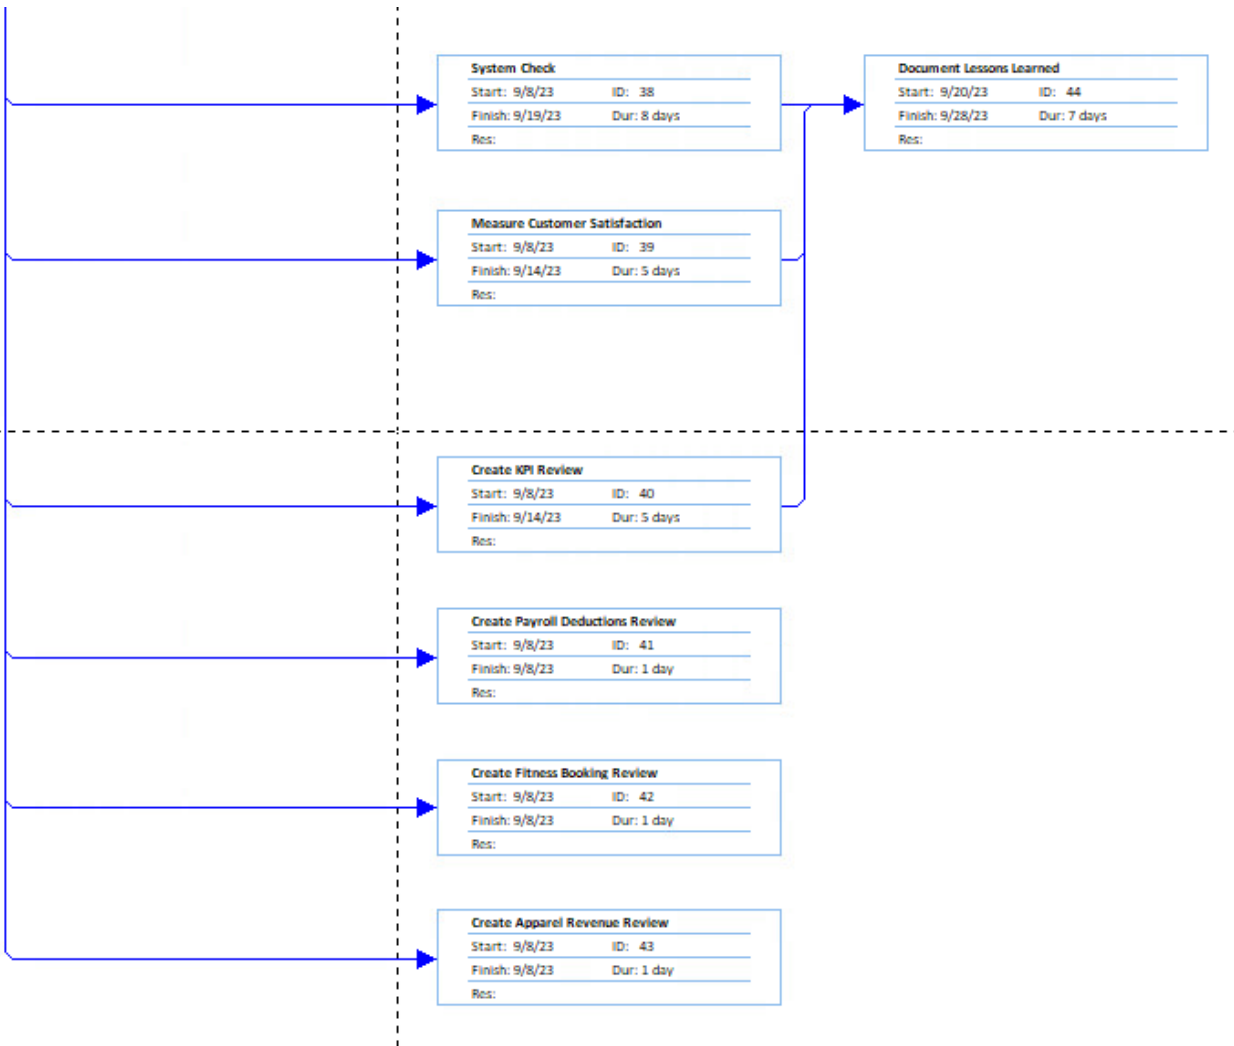 System Check
Start: 9/8/23 ID: 38
Finish: 9/19/23 Dur: 8 days
Res:
Document Lessons Learned
Start: 9/20/23 ID: 44
Finish: 9/28/23 Dur: 7 days
Res:
Measure Customer Satisfaction
Start: 9/8/23 ID: 39
Finish: 9/14/23 Dur: 5 days
Res:
Create KPI Review
Start: 9/8/23 ID: 40
Finish: 9/14/23 Dur: 5 days
Res:
Create Payroll Deductions Review
Start: 9/8/23 ID: 41
Finish: 9/8/23 Dur: 1 day
Res:
Create Fitness Booking Review
Start: 9/8/23 ID: 42
Finish: 9/8/23 Dur: 1 day
Res:
Create Apparel Revenue Review
Start: 9/8/23 ID: 43
Finish: 9/8/23 Dur: 1 day
Res: